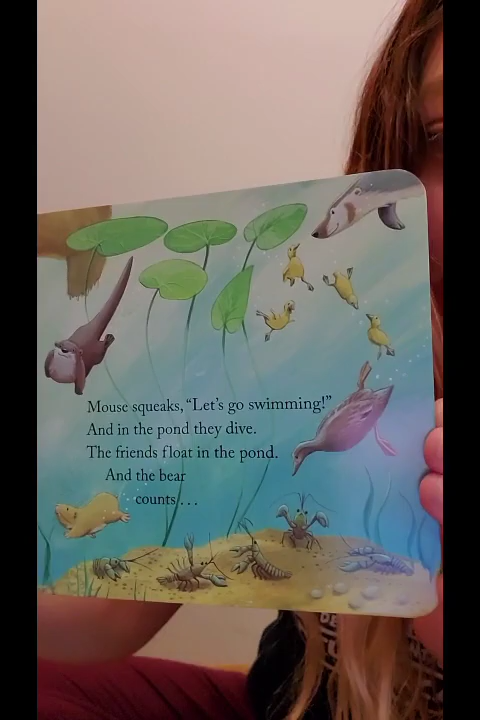 Mouse squeaks, “Let’s go swimming!”
And in the pond they dive.
The friends float in the pond.
And the bear
counts . . .